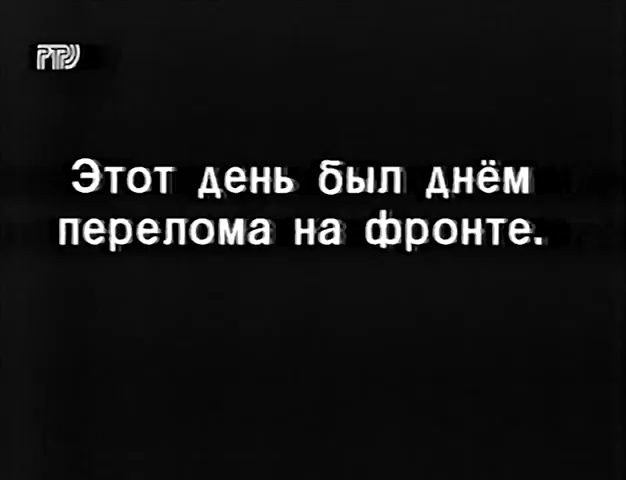 РТР
Этот день был днём
перелома на фронте.